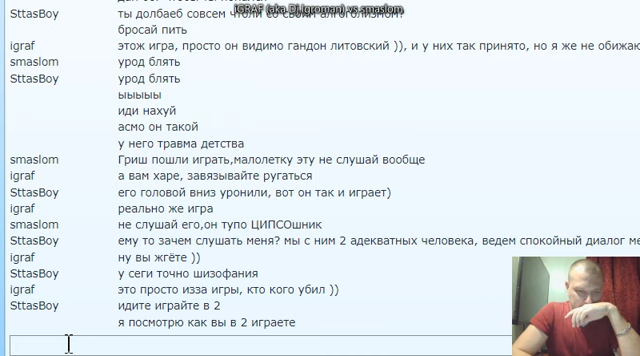 IGRAF (aka DJ Igroman) vs smaslom
SttasBoy ты долбаеб совсем чтоли со своим алгоголизмом?
бросай пить
igraf этож игра, просто он видимо гандон литовский )), и у них так принято, но я же не обижаю
smaslom урод блять
SttasBoy урод блять
ыыыыы
иди нахуй
асмо он такой
у него травма детства
smaslom Гриш пошли играть,малолетку эту не слушай вообще
igraf а вам харе, завязывайте ругаться
SttasBoy его головой вниз уронили, вот он так и играет)
igraf реально же игра
smaslom не слушай его,он тупо ЦИПСОшник
SttasBoy ему то зачем слушать меня? мы с ним 2 адекватных человека, ведем спокойный диалог ме
igraf ну вы жгёте ))
SttasBoy у сеги точно шизофания
igraf это просто изза игры, кто кого убил ))
SttasBoy идите играйте в 2
я посмотрю как вы в 2 играете